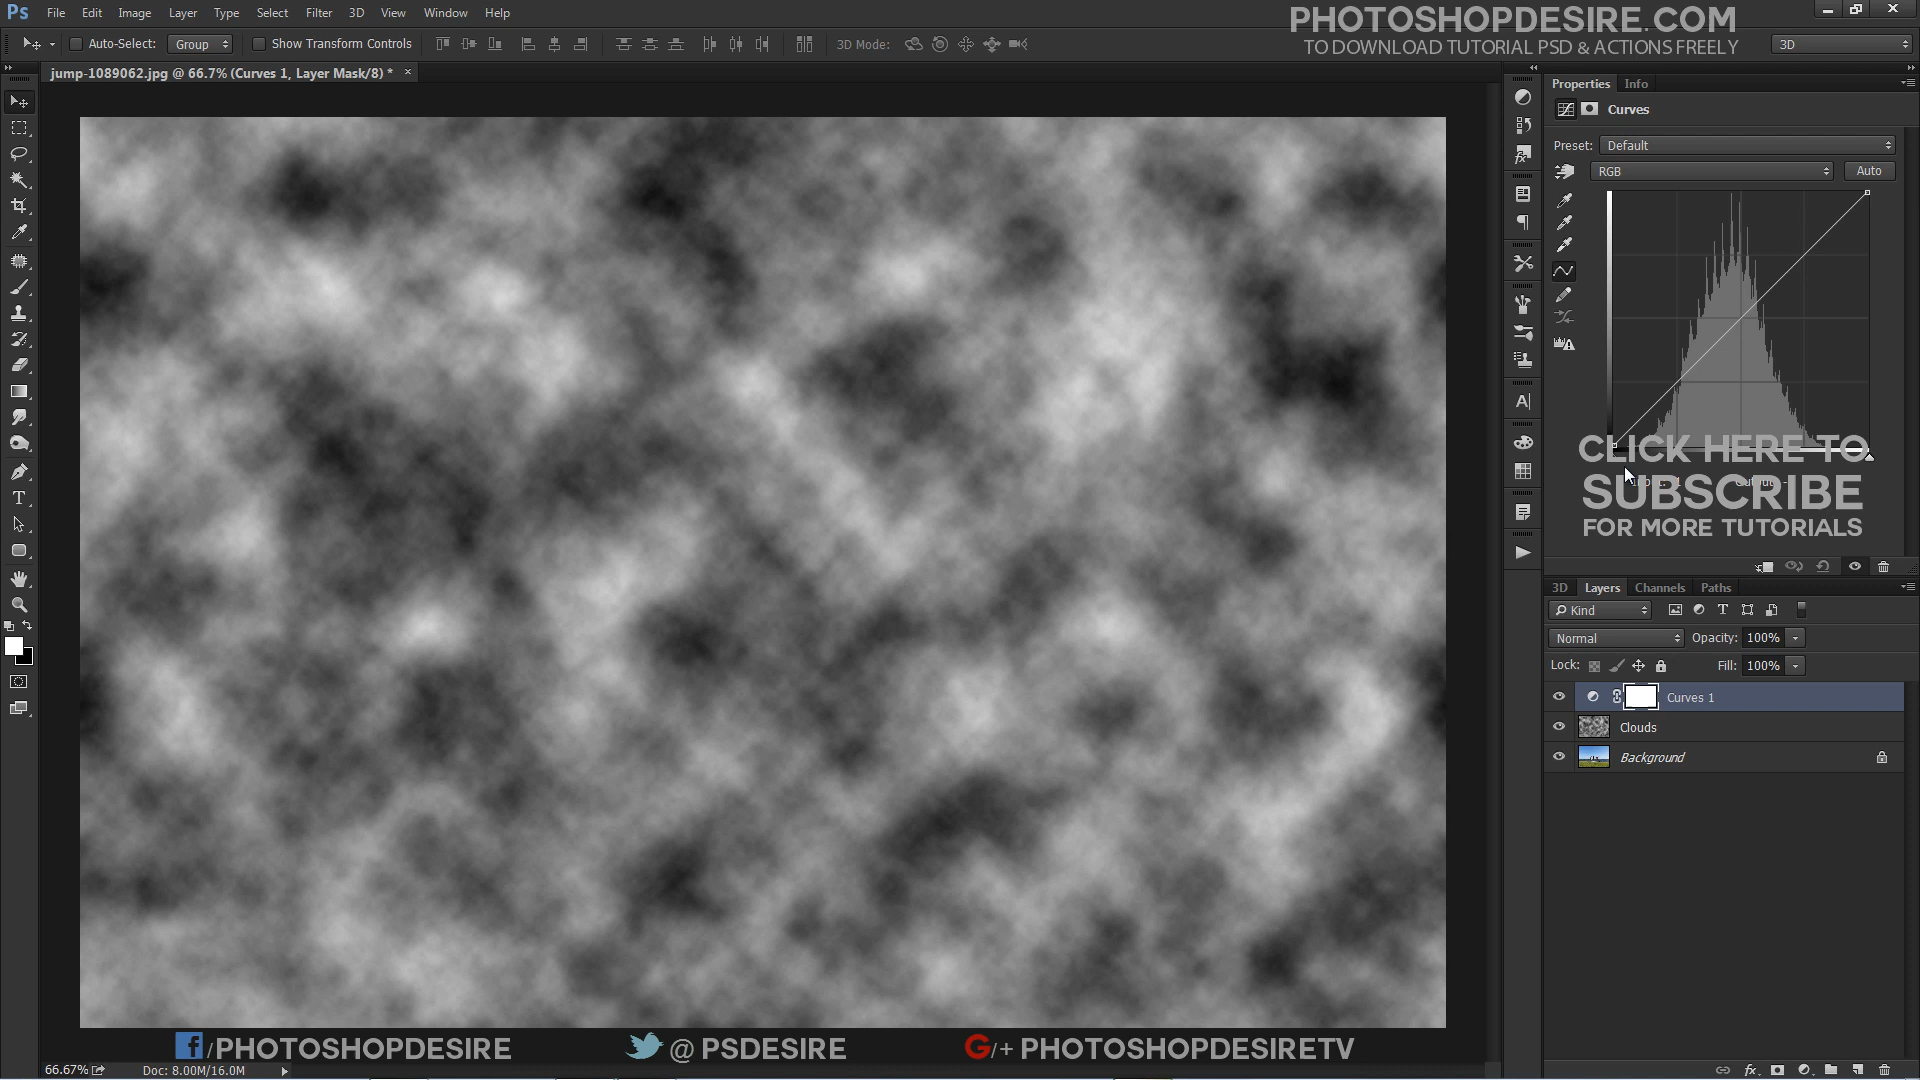 Ps File Edit Image Layer Type Select Filter 3D View Window Help
PHOTOSHOPDESIRE.COM
Auto-Select: Group Show Transform Controls 3D Mode:
TO DOWNLOAD TUTORIAL PSD & ACTIONS FREELY
3D
jump-1089062.jpg @ 66.7% (Curves 1, Layer Mask/8) * ×
Properties Info
Curves
Preset: Default
RGB Auto
CLICK HERE TO
SUBSCRIBE
FOR MORE TUTORIALS
3D Layers Channels Paths
Kind
Normal Opacity: 100%
Lock: Fill: 100%
Curves 1
Clouds
Background
f/PHOTOSHOPDESIRE @ PSDESIRE G/+ PHOTOSHOPDESIRETV
66.67% Doc: 8.00M/16.0M